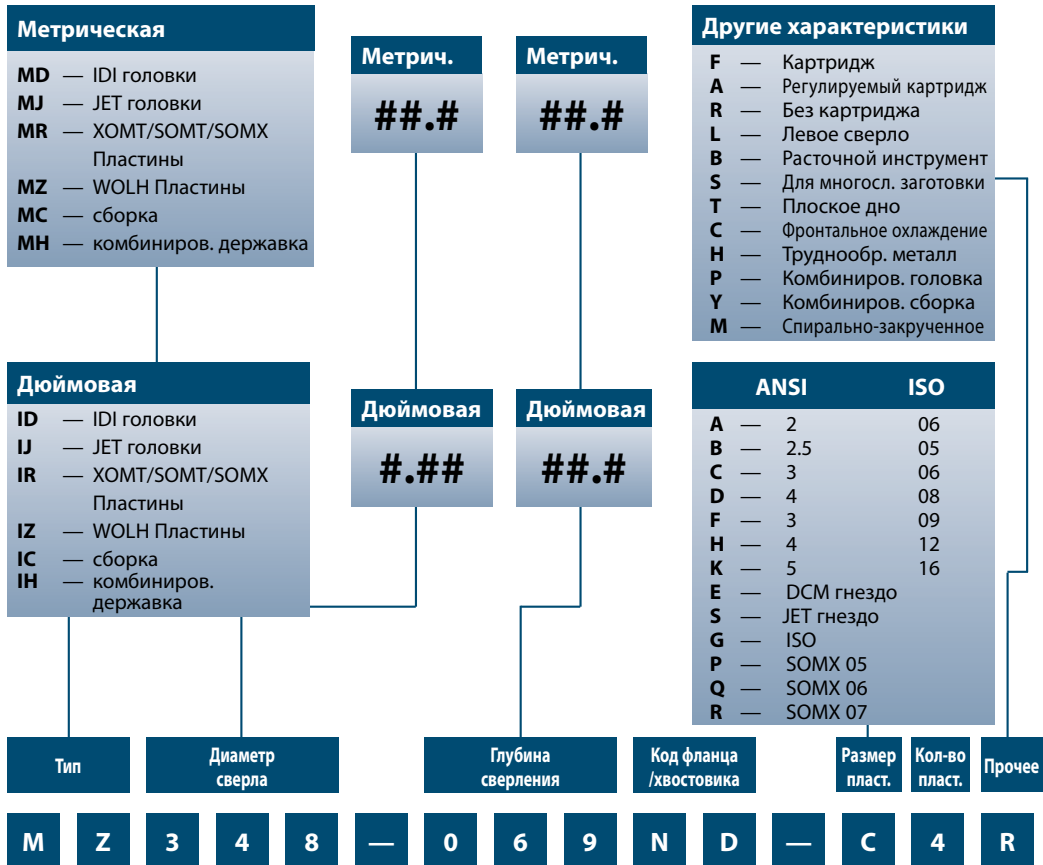 Метрическая
MD — IDI головки
MJ — JET головки
MR — XOMT/SOMT/SOMX
Пластины
MZ — WOLH Пластины
MC — сборка
MH — комбиниров. державка
Метрич.
##.#
Метрич.
##.#
Другие характеристики
F — Картридж
A — Регулируемый картридж
R — Без картриджа
L — Левое сверло
B — Расточной инструмент
S — Для многосл. заготовки
T — Плоское дно
C — Фронтальное охлаждение
H — Труднообр. металл
P — Комбиниров. головка
Y — Комбиниров. сборка
M — Спирально-закрученное
Дюймовая
ID — IDI головки
IJ — JET головки
IR — XOMT/SOMT/SOMX
Пластины
IZ — WOLH Пластины
IC — сборка
IH — комбиниров.
державка
Дюймовая
#.##
Дюймовая
##.#
ANSI ISO
A — 2 06
B — 2.5 05
C — 3 06
D — 4 08
F — 3 09
H — 4 12
K — 5 16
E — DCM гнездо
S — JET гнездо
G — ISO
P — SOMX 05
Q — SOMX 06
R — SOMX 07
Тип
Диаметр
сверла
Глубина
сверления
Код фланца
/хвостовика
Размер
пласт.
Кол-во
пласт.
Прочее
M Z 3 4 8 — 0 6 9 N D — C 4 R